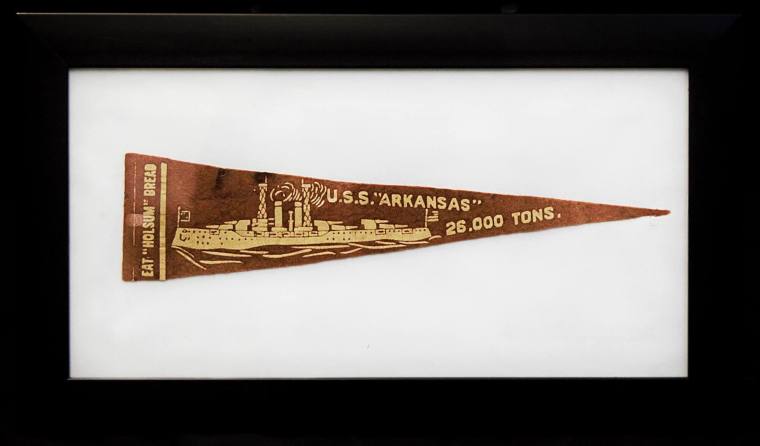 EAT "HOLSUM" BREAD
U.S.S. "ARKANSAS"
26.000 TONS.